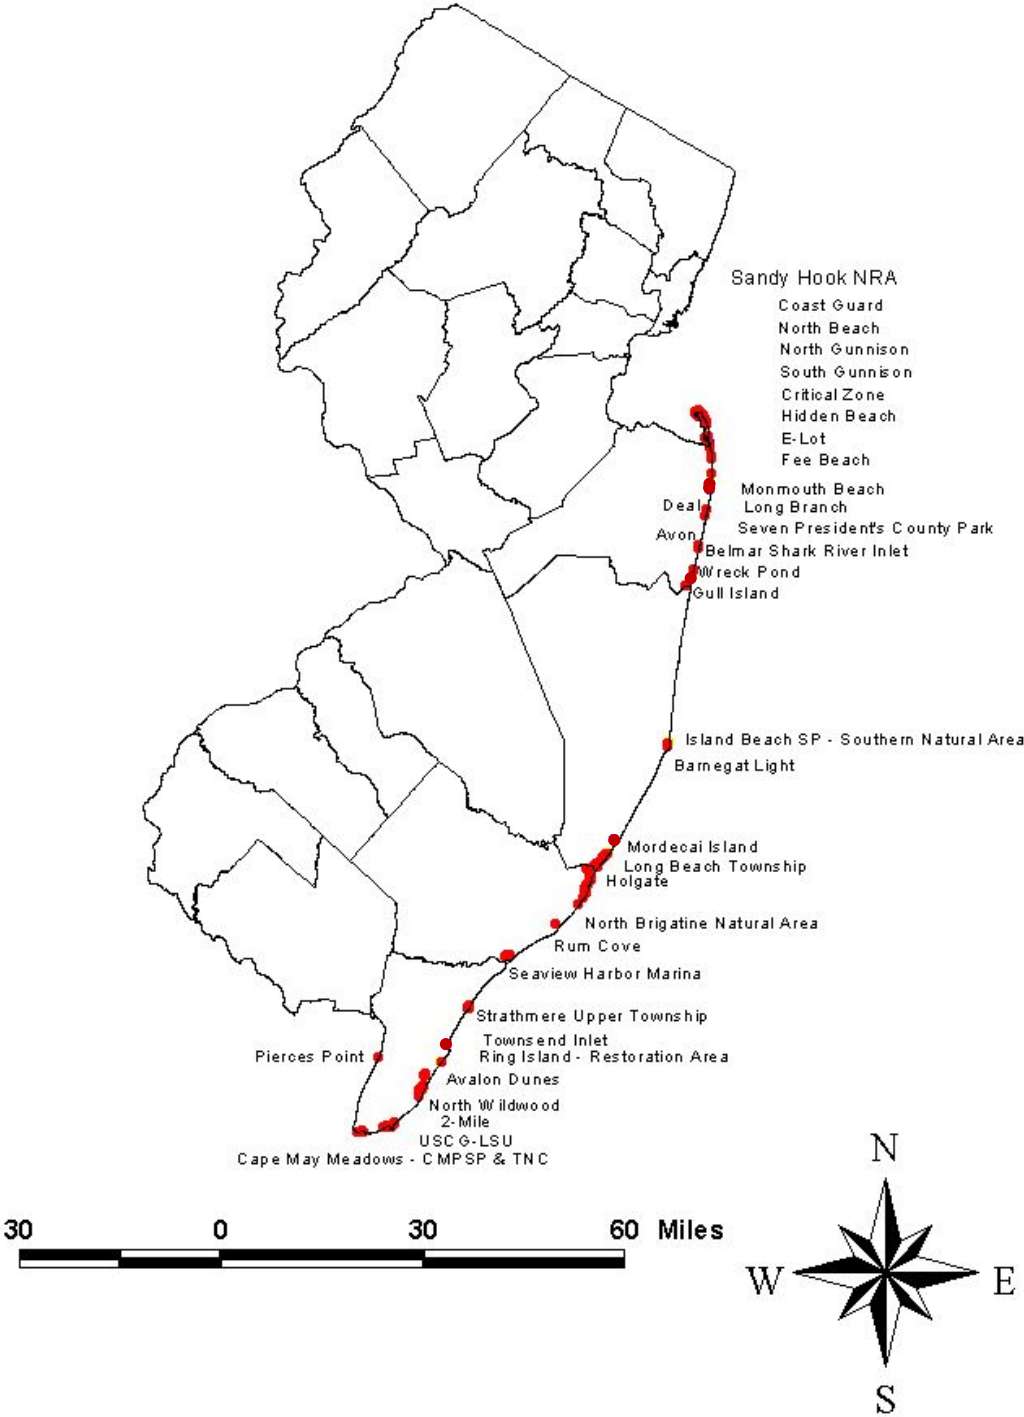 Sandy Hook NRA
Coast Guard
North Beach
North Gunnison
South Gunnison
Critical Zone
Hidden Beach
E-Lot
Fee Beach
Monmouth Beach
Deal
Long Branch
Seven President's County Park
Avon
Belmar Shark River Inlet
Wreck Pond
Gull Island
Island Beach SP - Southern Natural Area
Barnegat Light
Mordecai Island
Long Beach Township
Holgate
North Brigatine Natural Area
Rum Cove
Seaview Harbor Marina
Strathmere Upper Township
Townsend Inlet
Pierces Point
Ring Island - Restoration Area
Avalon Dunes
North Wildwood
2-Mile
USCG-LSU
Cape May Meadows - CMPSP & TNC
30 0 30 60 Miles
N
W E
S